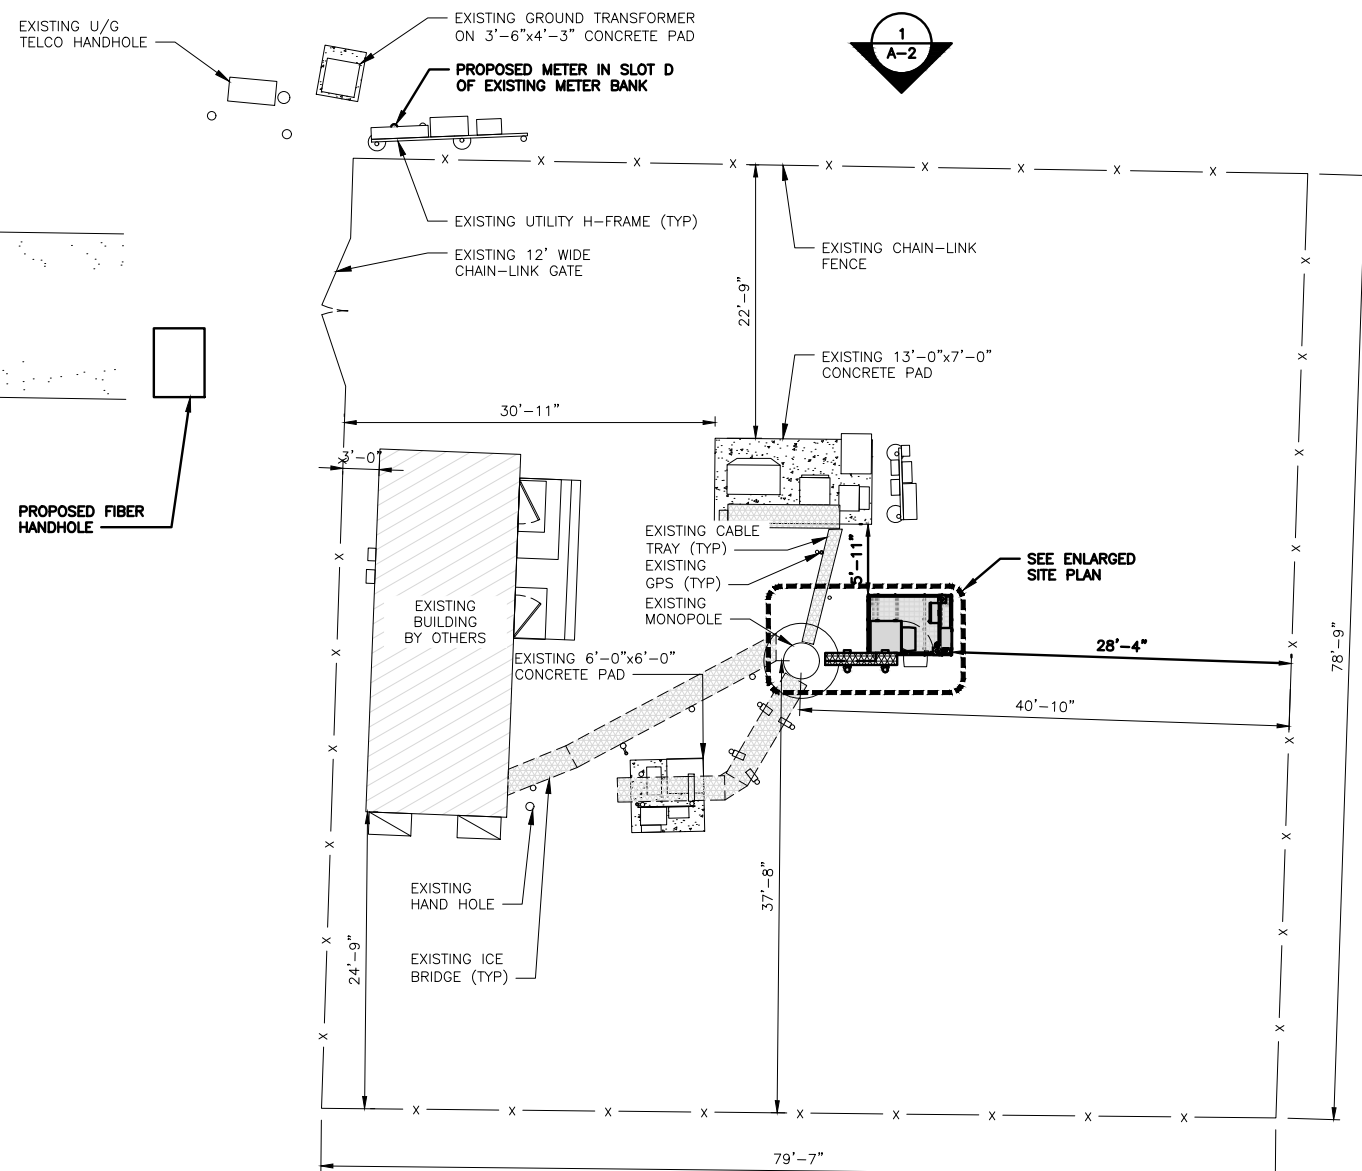 EXISTING U/G
TELCO HANDHOLE
EXISTING GROUND TRANSFORMER
ON 3'-6"x4'-3" CONCRETE PAD
PROPOSED METER IN SLOT D
OF EXISTING METER BANK
1
A-2
EXISTING UTILITY H-FRAME (TYP)
EXISTING 12' WIDE
CHAIN-LINK GATE
EXISTING CHAIN-LINK
FENCE
22'-9"
EXISTING 13'-0"x7'-0"
CONCRETE PAD
30'-11"
3'-0"
PROPOSED FIBER
HANDHOLE
EXISTING CABLE
TRAY (TYP)
EXISTING
GPS (TYP)
EXISTING
MONOPOLE
5'-11"
SEE ENLARGED
SITE PLAN
EXISTING
BUILDING
BY OTHERS
EXISTING 6'-0"x6'-0"
CONCRETE PAD
28'-4"
78'-9"
40'-10"
37'-8"
EXISTING
HAND HOLE
24'-9"
EXISTING ICE
BRIDGE (TYP)
79'-7"
X X X X X X X X X
X X X X X X X X X
X X X X X X X X X
X X X X X X X